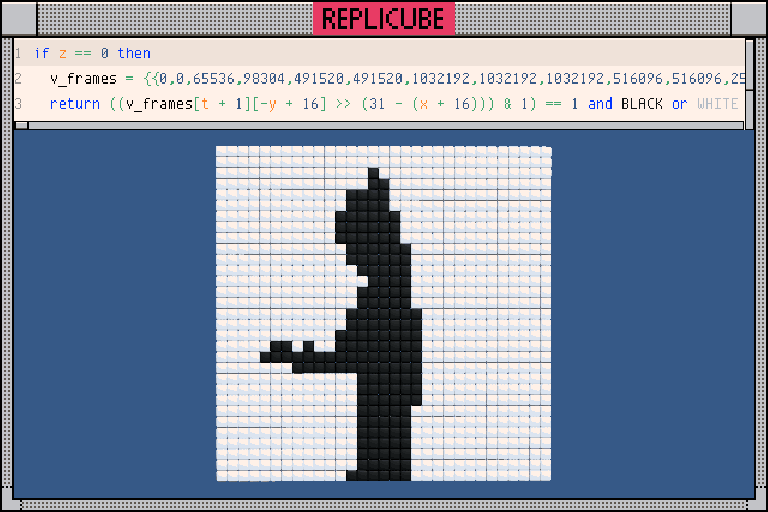 REPLICUBE
1 if z == 0 then
2 v_frames = {{0,0,65536,98304,491520,491520,1032192,1032192,1032192,516096,516096,25
3 return ((v_frames[t + 1][-y + 16] >> (31 - (x + 16))) & 1) == 1 and BLACK or WHITE